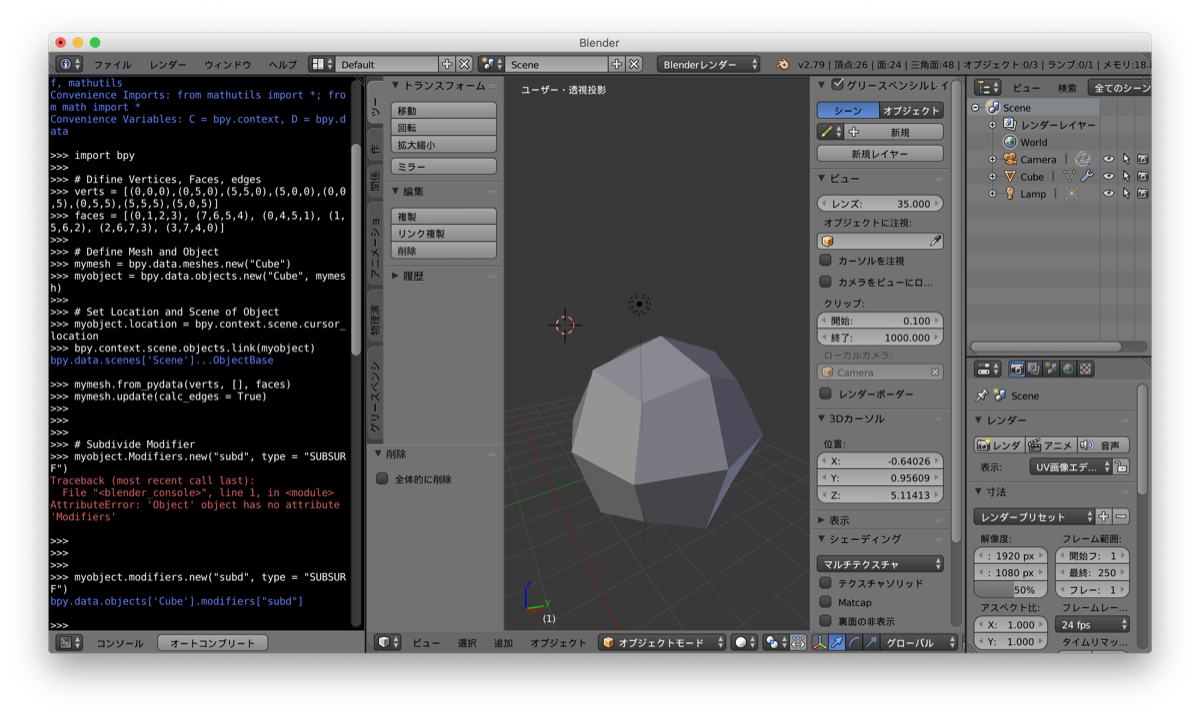 Blender
ファイル レンダー ウィンドウ ヘルプ Default Scene Blenderレンダー v2.79 | 頂点:26 | 面:24 | 三角面:48 | オブジェクト:0/3 | ランプ:0/1 | メモリ:18.
f, mathutils
Convenience Imports: from mathutils import *; fro
m math import *
Convenience Variables: C = bpy.context, D = bpy.d
ata
>>> import bpy
>>>
>>> # Difine Vertices, Faces, edges
>>> verts = [(0,0,0),(0,5,0),(5,5,0),(5,0,0),(0,0
,5),(0,5,5),(5,5,5),(5,0,5)]
>>> faces = [(0,1,2,3), (7,6,5,4), (0,4,5,1), (1,
5,6,2), (2,6,7,3), (3,7,4,0)]
>>>
>>> # Define Mesh and Object
>>> mymesh = bpy.data.meshes.new("Cube")
>>> myobject = bpy.data.objects.new("Cube", mymes
h)
>>>
>>> # Set Location and Scene of Object
>>> myobject.location = bpy.context.scene.cursor_
location
>>> bpy.context.scene.objects.link(myobject)
bpy.data.scenes['Scene']...ObjectBase
>>> mymesh.from_pydata(verts, [], faces)
>>> mymesh.update(calc_edges = True)
>>>
>>>
>>>
>>> # Subdivide Modifier
>>> myobject.Modifiers.new("subd", type = "SUBSUR
F")
Traceback (most recent call last):
  File "<blender_console>", line 1, in <module>
AttributeError: 'Object' object has no attribute
'Modifiers'
>>>
>>>
>>>
>>> myobject.modifiers.new("subd", type = "SUBSUR
F")
bpy.data.objects['Cube'].modifiers["subd"]
>>>
コンソール オートコンプリート
ツー
作
関係
アニメーショ
物理演
グリースペンシ
トランスフォーム
移動
回転
拡大縮小
ミラー
編集
複製
リンク複製
削除
履歴
削除
全体的に削除
ユーザー・透視投影
z
y
(1)
ビュー 選択 追加 オブジェクト オブジェクトモード グローバル
グリースペンシルレイ
シーン オブジェクト
新規
新規レイヤー
ビュー
レンズ: 35.000
オブジェクトに注視:
カーソルを注視
カメラをビューにロ...
クリップ:
開始: 0.100
終了: 1000.000
ローカルカメラ:
Camera
レンダーボーダー
3Dカーソル
位置:
X: -0.64026
Y: 0.95609
Z: 5.11413
表示
シェーディング
マルチテクスチャ
テクスチャソリッド
Matcap
裏面の非表示
ビュー 検索 全てのシーン
Scene
レンダーレイヤー
World
Camera
Cube
Lamp
Scene
レンダー
レンダ アニメ 音声
表示: UV画像エデ...
寸法
レンダープリセット
解像度: フレーム範囲:
: 1920 px 開始フ: 1
: 1080 px 最終: 250
50% フレー: 1
アスペクト比: フレームレー...
X: 1.000 24 fps
Y: 1.000 タイムリマッ...